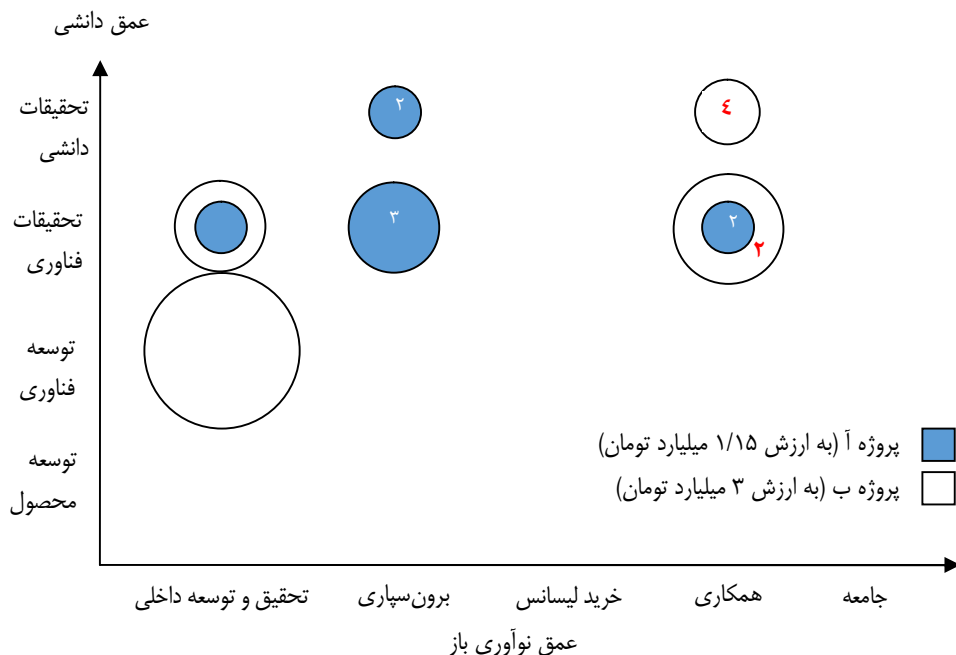 عمق دانشی
تحقیقات
دانشی
۲
٤
تحقیقات
فناوری
۳
۲
۲
توسعه
فناوری
توسعه
محصول
پروژه آ (به ارزش ۱/۱۵ میلیارد تومان)
پروژه ب (به ارزش ۳ میلیارد تومان)
تحقیق و توسعه داخلی
برون‌سپاری
خرید لیسانس
همکاری
جامعه
عمق نوآوری باز